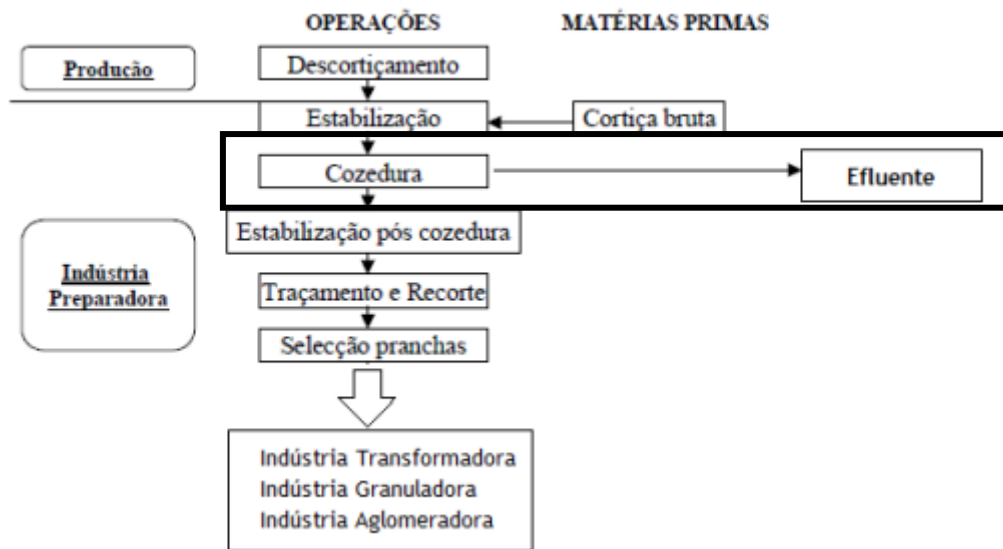 OPERAÇÕES
MATÉRIAS PRIMAS
Produção
Descortiçamento
Estabilização
Cortiça bruta
Cozedura
Efluente
Estabilização pós cozedura
Indústria
Preparadora
Traçamento e Recorte
Selecção pranchas
Indústria Transformadora
Indústria Granuladora
Indústria Aglomeradora